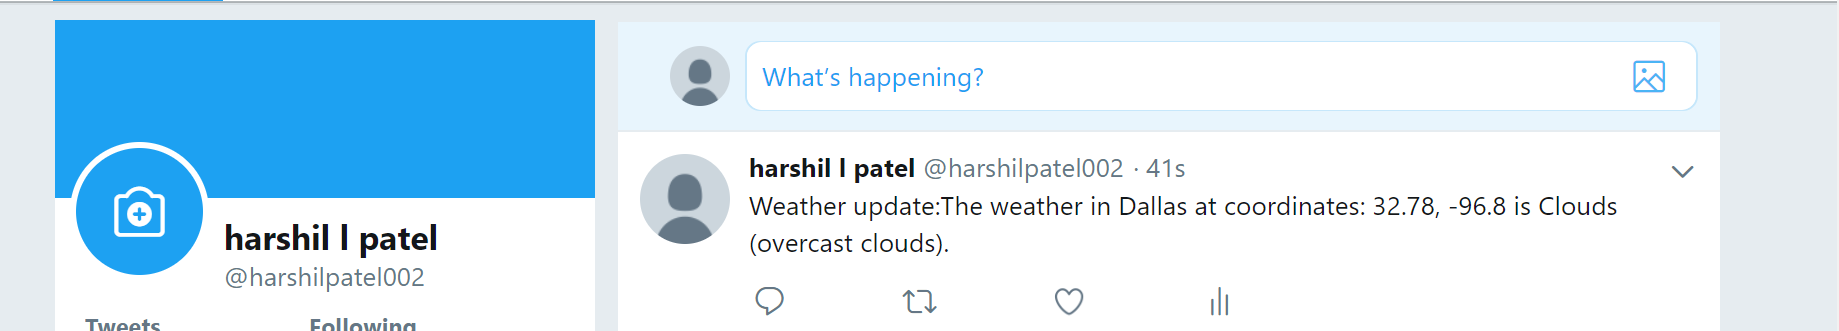 What's happening?
harshil l patel @harshilpatel002 · 41s
Weather update:The weather in Dallas at coordinates: 32.78, -96.8 is Clouds
(overcast clouds).
harshil l patel
@harshilpatel002
Tweets Following